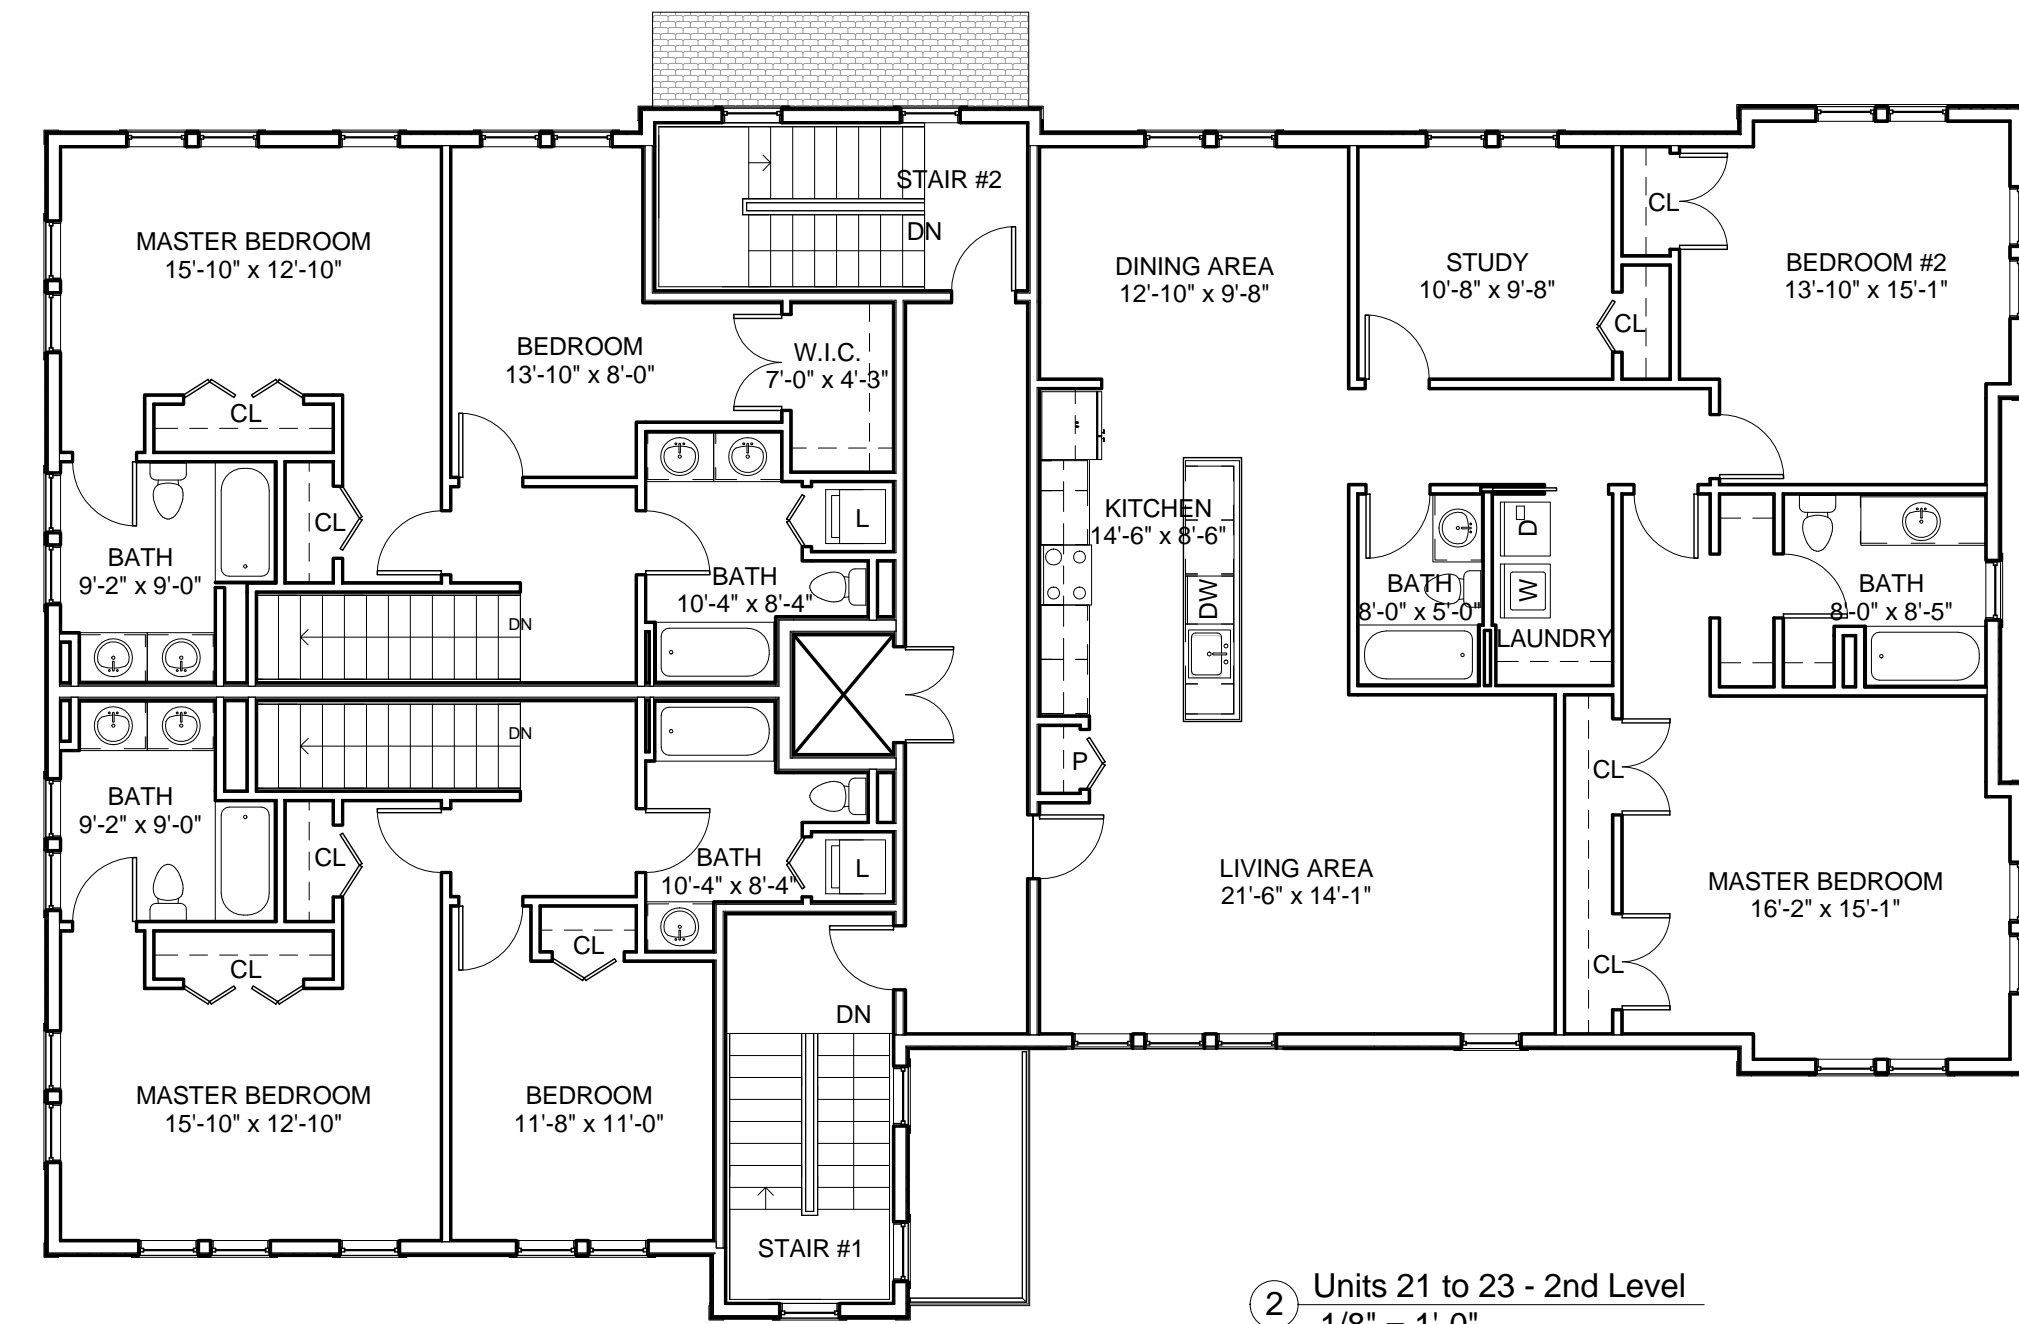 STAIR #2
DN
MASTER BEDROOM
15'-10" x 12'-10"
CL
CL
BATH
9'-2" x 9'-0"
BEDROOM
13'-10" x 8'-0"
W.I.C.
7'-0" x 4'-3"
L
BATH
10'-4" x 8'-4"
DN
DN
BATH
9'-2" x 9'-0"
CL
CL
BATH
10'-4" x 8'-4"
L
CL
MASTER BEDROOM
15'-10" x 12'-10"
BEDROOM
11'-8" x 11'-0"
DN
STAIR #1
DINING AREA
12'-10" x 9'-8"
STUDY
10'-8" x 9'-8"
CL
CL
BEDROOM #2
13'-10" x 15'-1"
KITCHEN
14'-6" x 8'-6"
DW
P
BATH
8'-0" x 5'-0"
D
W
LAUNDRY
BATH
8'-0" x 8'-5"
LIVING AREA
21'-6" x 14'-1"
CL
CL
MASTER BEDROOM
16'-2" x 15'-1"
2
Units 21 to 23 - 2nd Level
1/8" = 1'-0"